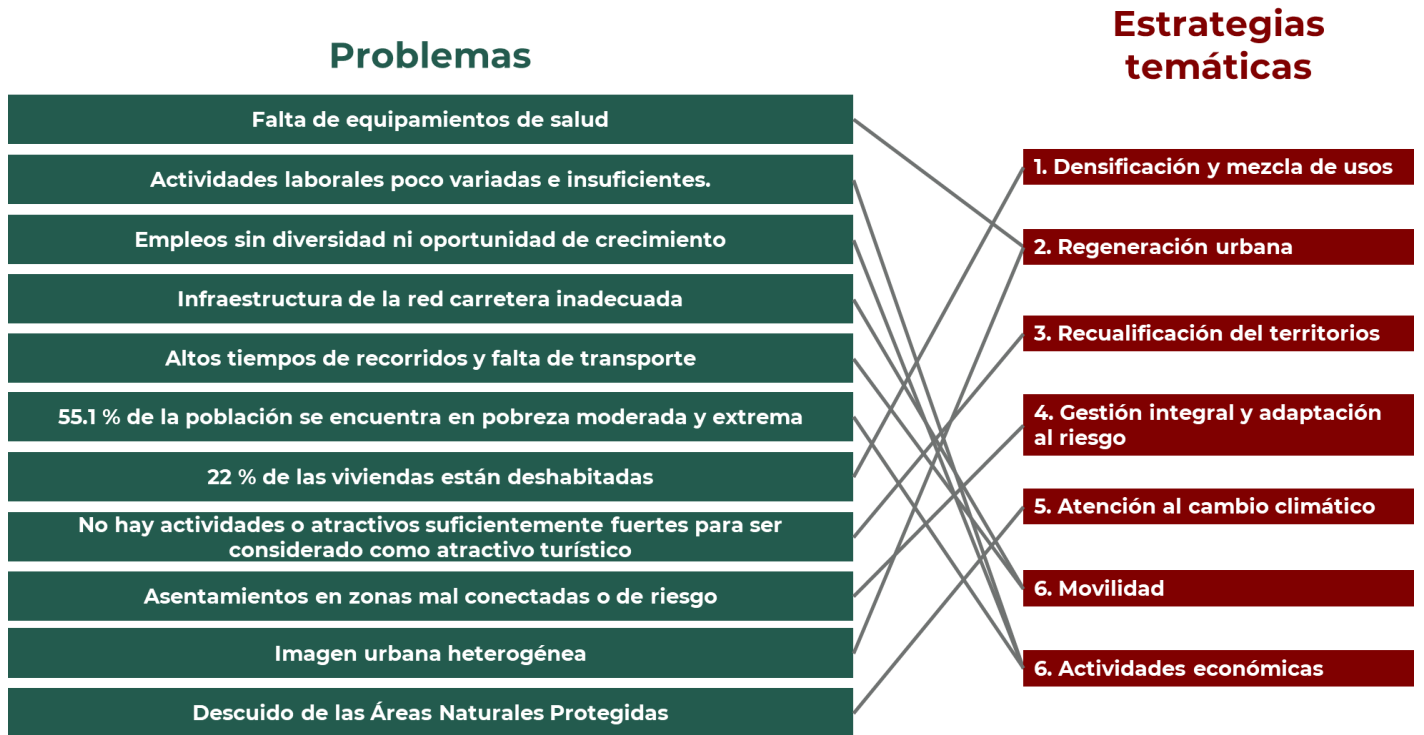 Problemas
Falta de equipamientos de salud
Actividades laborales poco variadas e insuficientes.
Empleos sin diversidad ni oportunidad de crecimiento
Infraestructura de la red carretera inadecuada
Altos tiempos de recorridos y falta de transporte
55.1 % de la población se encuentra en pobreza moderada y extrema
22 % de las viviendas están deshabitadas
No hay actividades o atractivos suficientemente fuertes para ser
considerado como atractivo turístico
Asentamientos en zonas mal conectadas o de riesgo
Imagen urbana heterogénea
Descuido de las Áreas Naturales Protegidas
Estrategias
temáticas
1. Densificación y mezcla de usos
2. Regeneración urbana
3. Recualificación del territorios
4. Gestión integral y adaptación
al riesgo
5. Atención al cambio climático
6. Movilidad
6. Actividades económicas